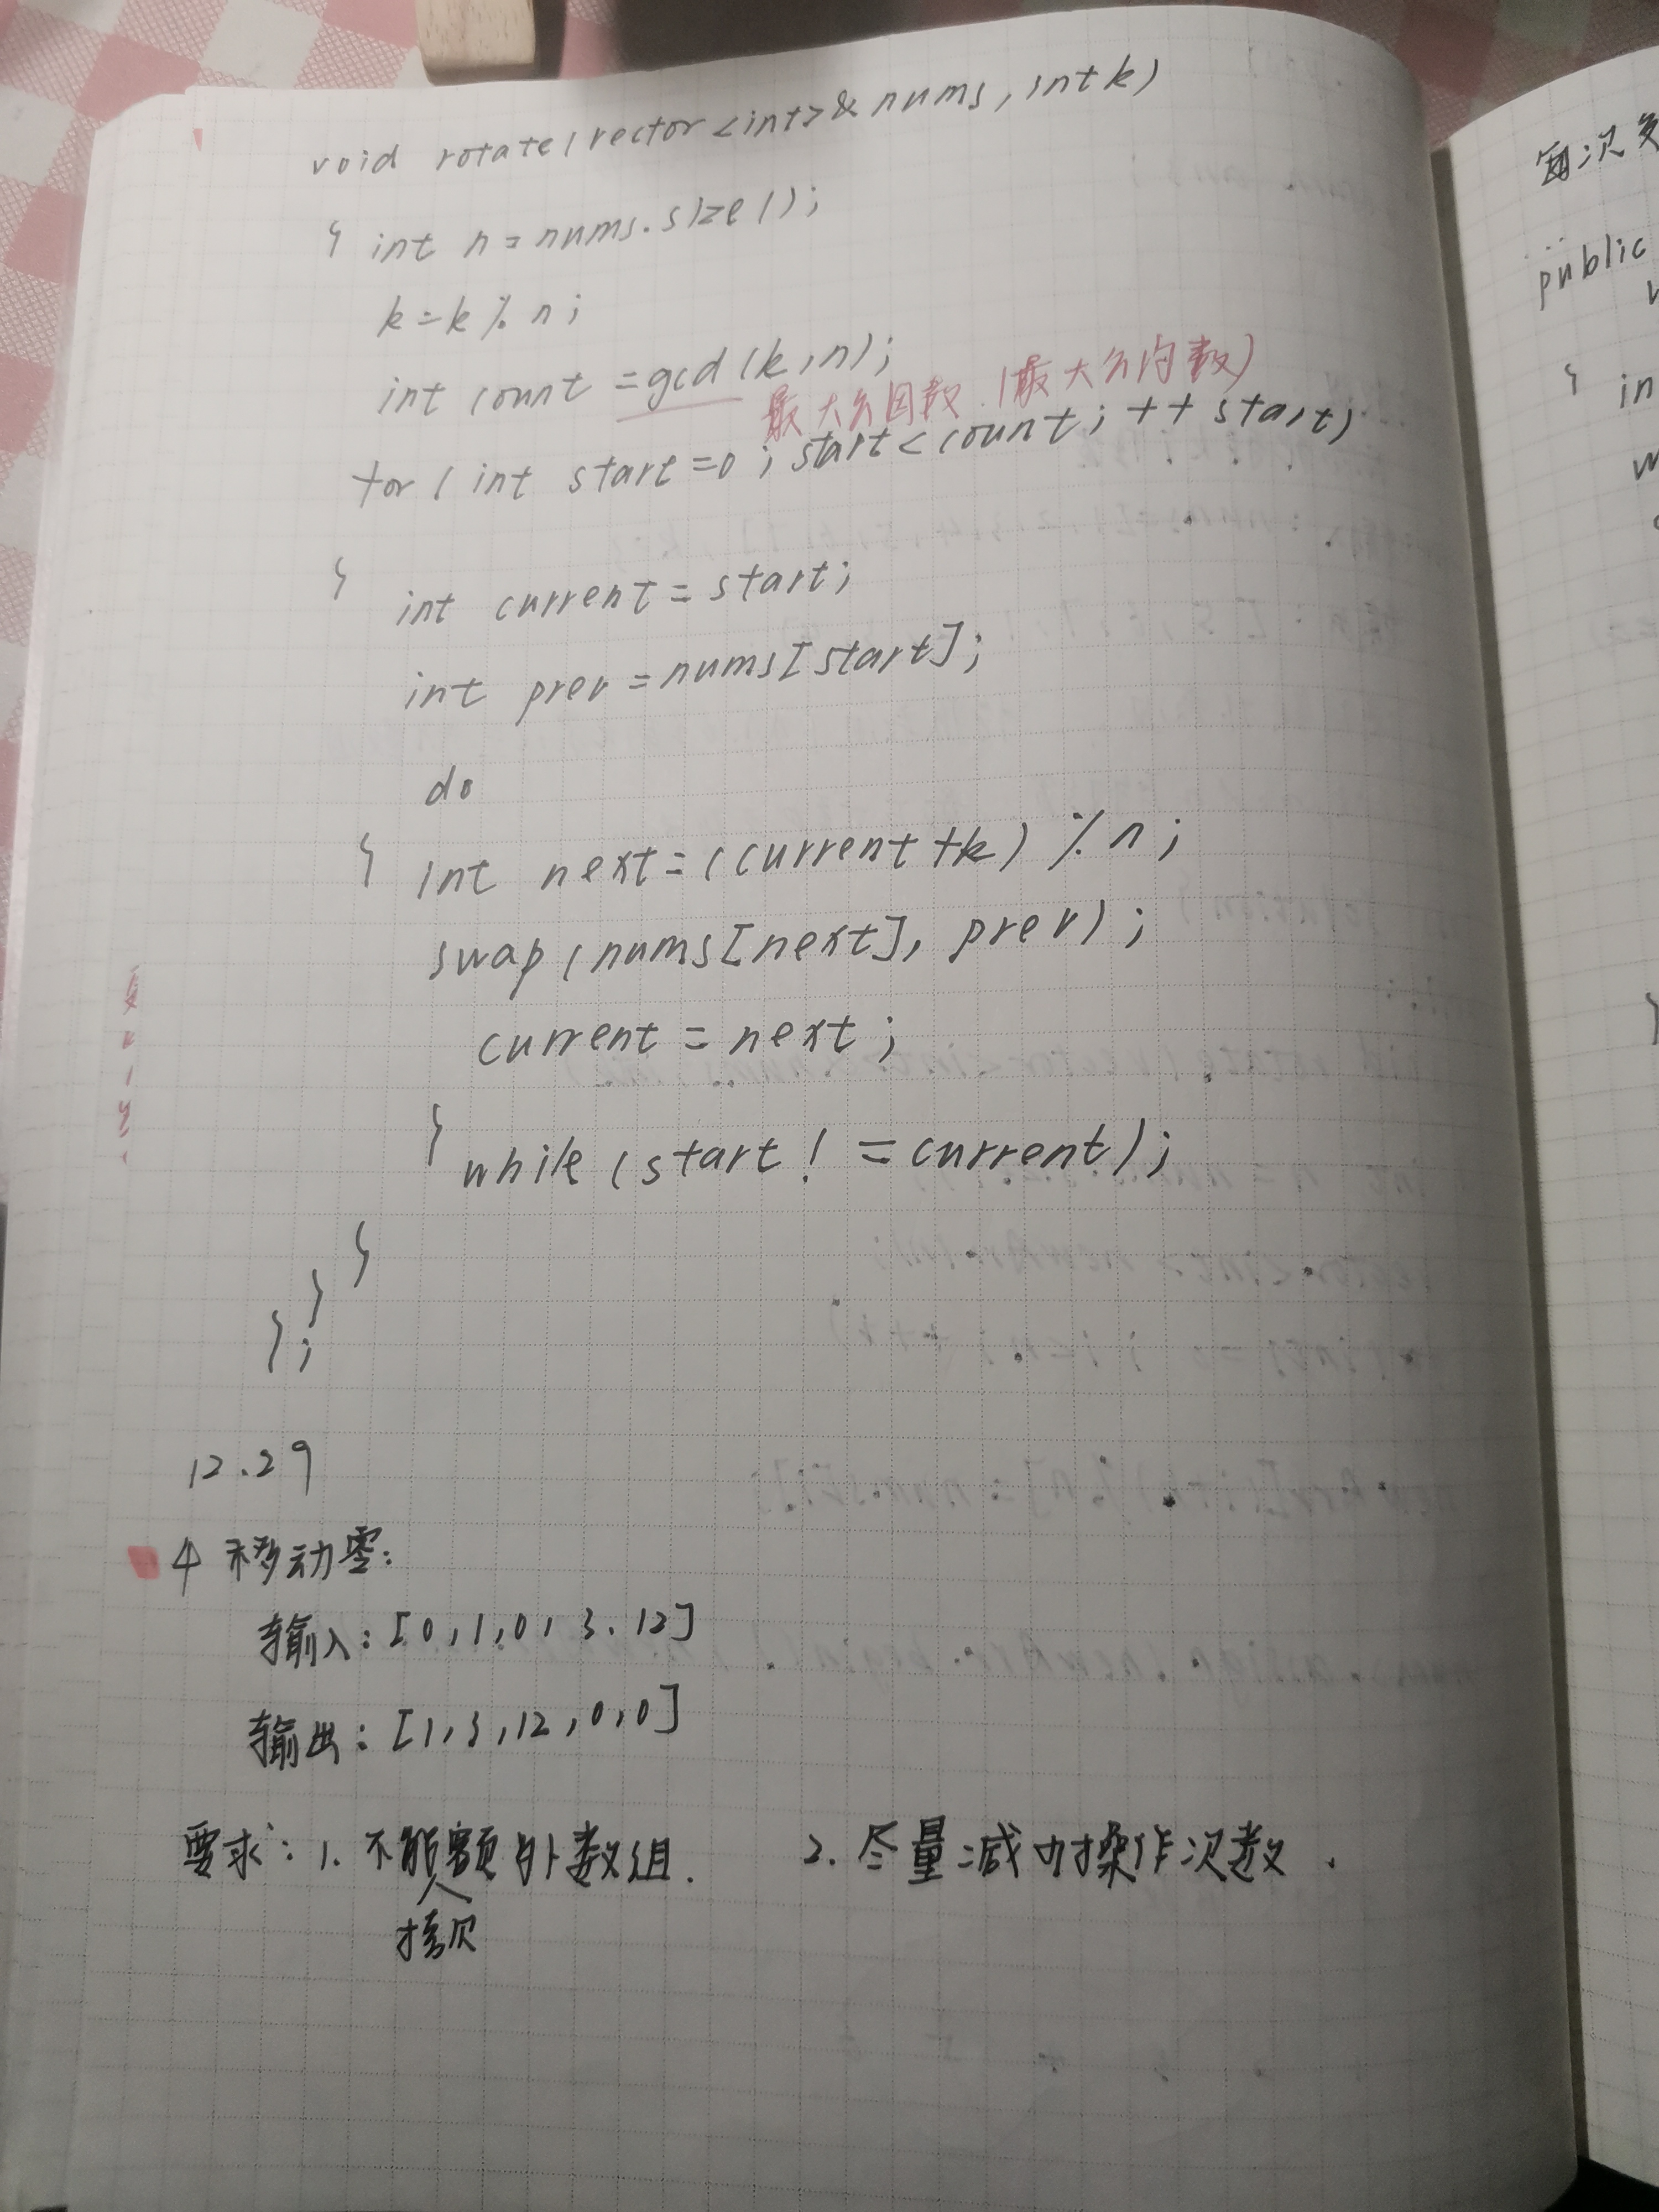 void rotate(vector<int>& nums, int k)
{ int n = nums.size();
k = k % n;
int count = gcd(k, n);
最大公因数 (最大公约数)
for (int start = 0; start < count; ++start)
{ int current = start;
int prev = nums[start];
do
{ int next = (current + k) % n;
swap(nums[next], prev);
current = next;
} while (start != current);
}
}
};
12.29
4 移动零:
输入: [0, 1, 0, 3, 12]
输出: [1, 3, 12, 0, 0]
要求: 1. 不能拷贝额外数组. 2. 尽量减少操作次数.
每次
public
{ in